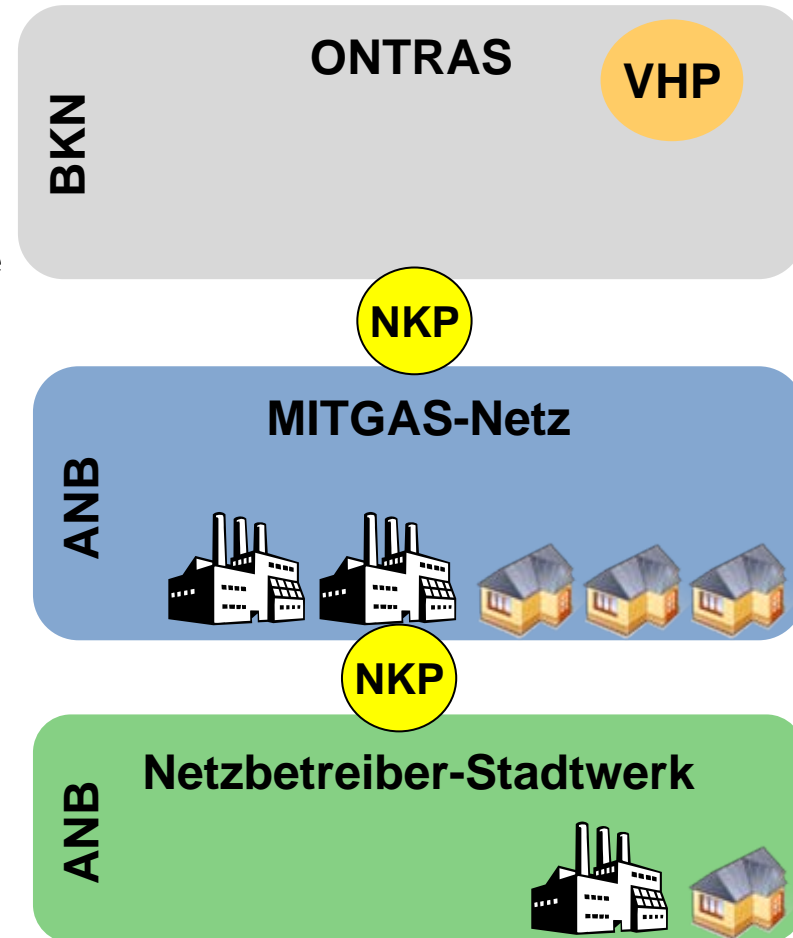 ONTRAS
VHP
BKN
NKP
MITGAS-Netz
ANB
NKP
Netzbetreiber-Stadtwerk
ANB